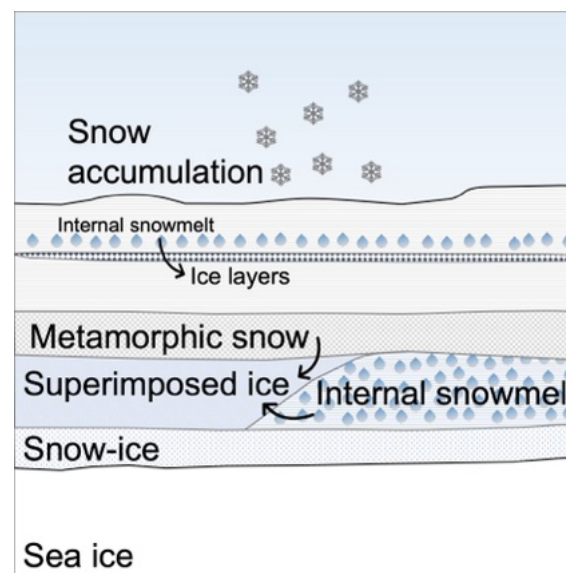 Snow
accumulation
Internal snowmelt
Ice layers
Metamorphic snow
Superimposed ice
Internal snowmel
Snow-ice
Sea ice